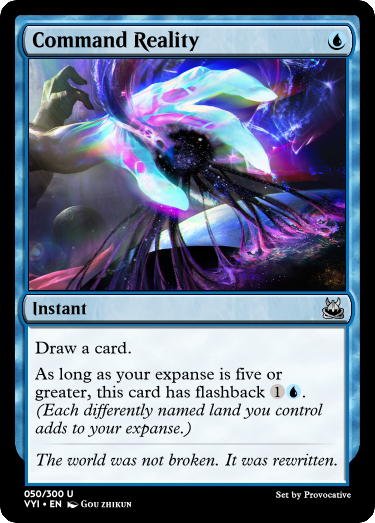 Command Reality
Instant
Draw a card.
As long as your expanse is five or
greater, this card has flashback 1.
(Each differently named land you control
adds to your expanse.)
The world was not broken. It was rewritten.
050/300 U
VYI • EN Gou zhikun
Set by Provocative